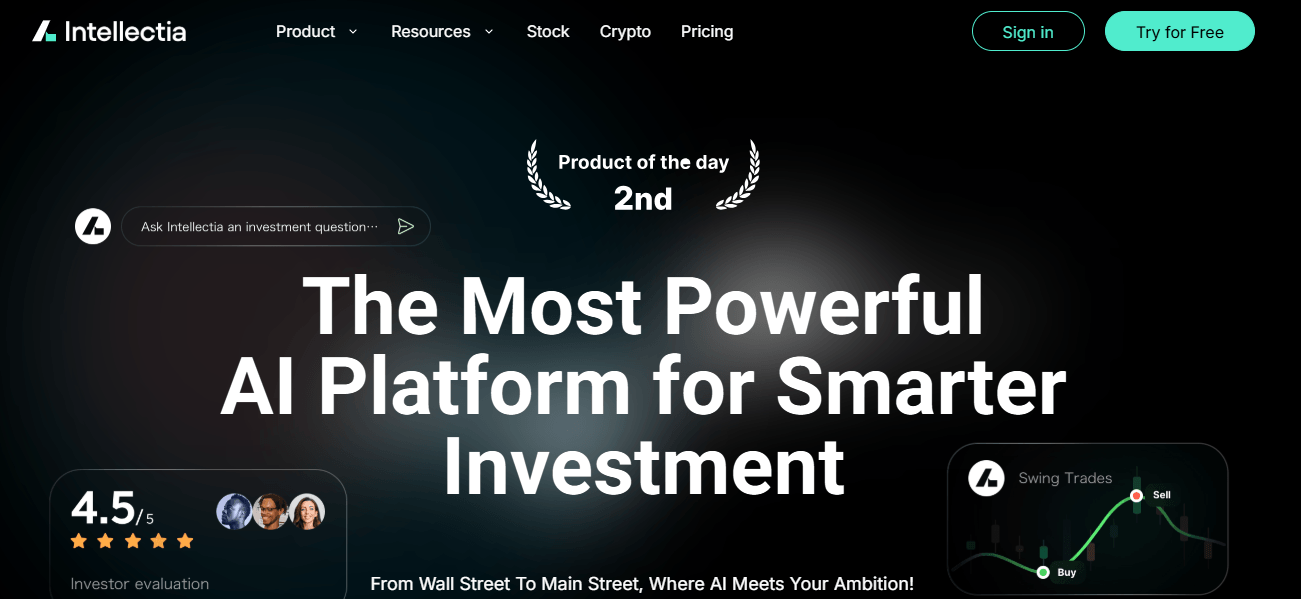 Intellectia
Product
Resources
Stock
Crypto
Pricing
Sign in
Try for Free
Product of the day
2nd
Ask Intellectia an investment question···
The Most Powerful
AI Platform for Smarter
Investment
4.5/5
Investor evaluation
Swing Trades
Sell
Buy
From Wall Street To Main Street, Where AI Meets Your Ambition!